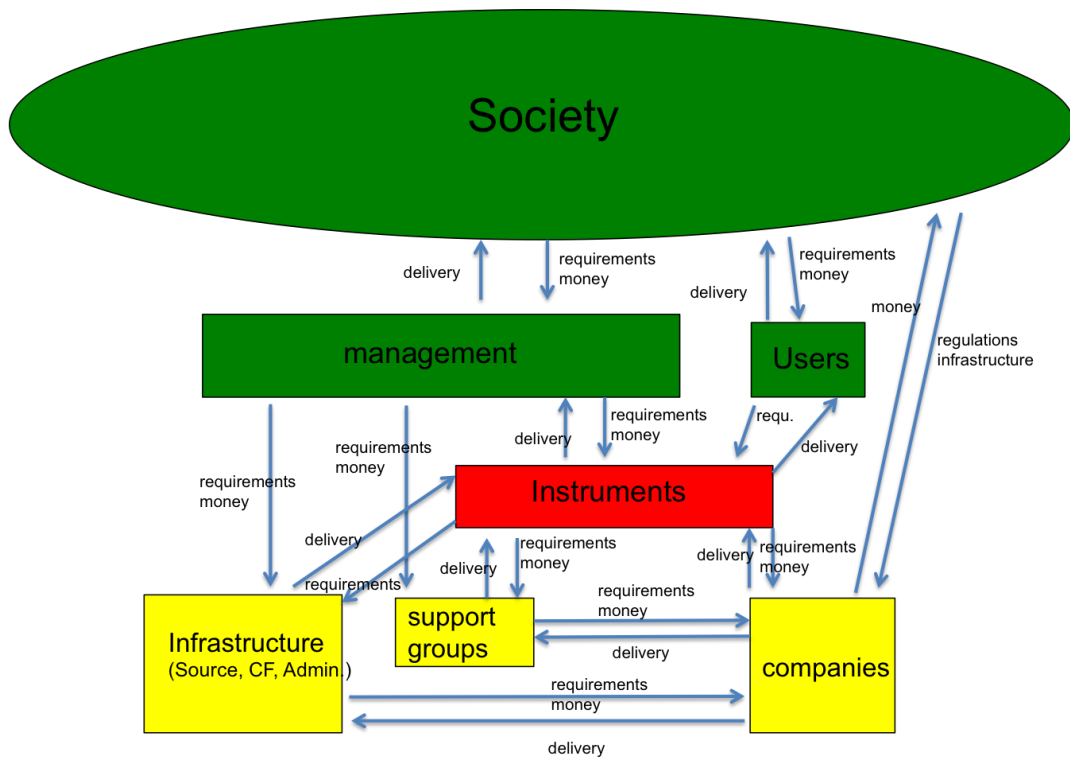 Society
delivery
requirements
money
delivery
requirements
money
money
regulations
infrastructure
management
Users
requirements
money
requirements
money
delivery
requirements
money
requ.
delivery
Instruments
delivery
requirements
delivery
requirements
money
delivery
requirements
money
Infrastructure
(Source, CF, Admin.)
support
groups
requirements
money
delivery
companies
requirements
money
delivery